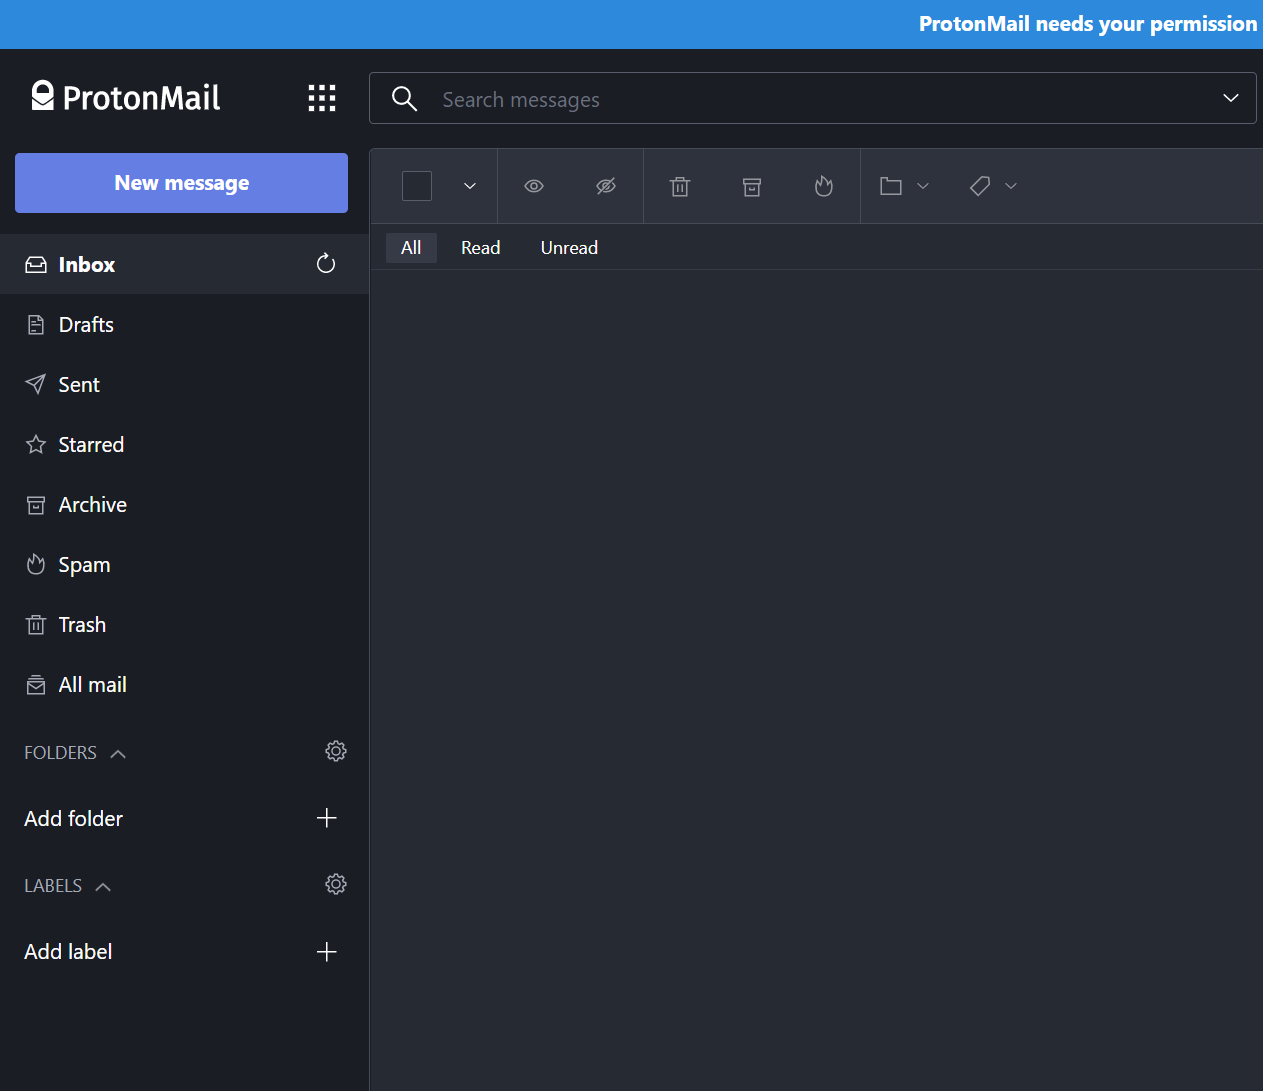 ProtonMail needs your permission
ProtonMail
Search messages
New message
All Read Unread
Inbox
Drafts
Sent
Starred
Archive
Spam
Trash
All mail
FOLDERS
Add folder
LABELS
Add label